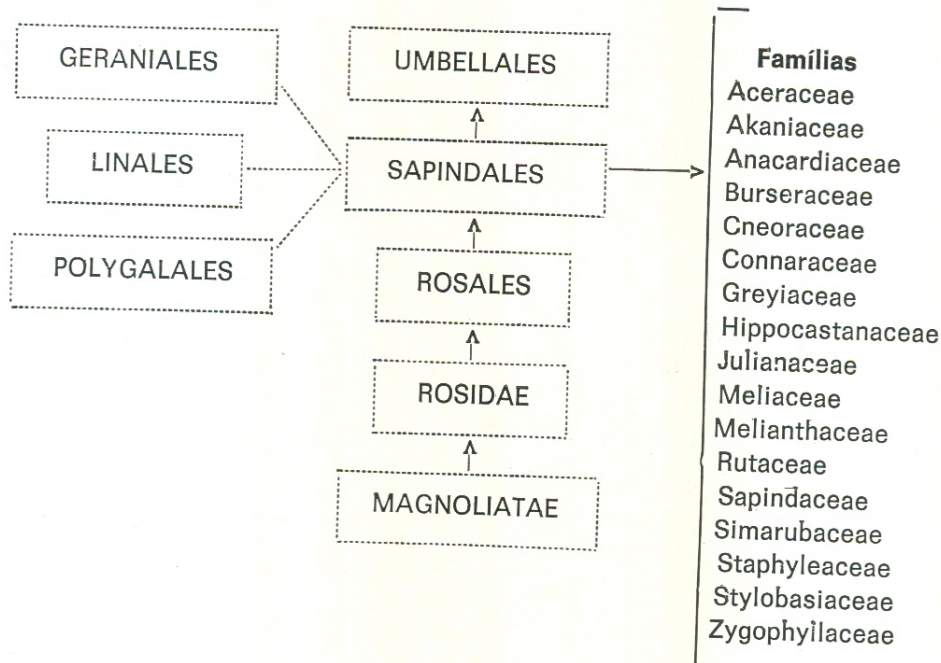 GERANIALES
LINALES
POLYGALALES
UMBELLALES
SAPINDALES
ROSALES
ROSIDAE
MAGNOLIATAE
Famílias
Aceraceae
Akaniaceae
Anacardiaceae
Burseraceae
Cneoraceae
Connaraceae
Greyiaceae
Hippocastanaceae
Julianaceae
Meliaceae
Melianthaceae
Rutaceae
Sapindaceae
Simarubaceae
Staphyleaceae
Stylobasiaceae
Zygophyllaceae